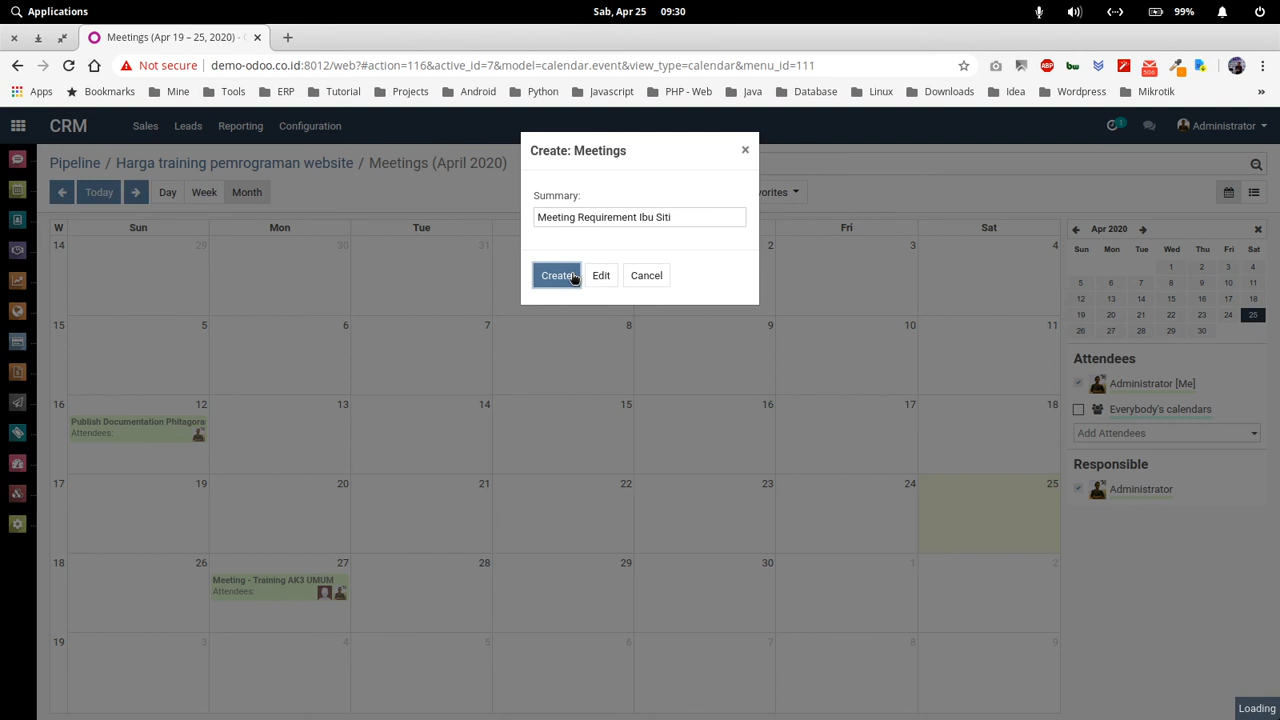 Applications
Sab, Apr 25 09:30
99%
Meetings (Apr 19 – 25, 2020) -
Not secure demo-odoo.co.id:8012/web?#action=116&active_id=7&model=calendar.event&view_type=calendar&menu_id=111
506
Apps Bookmarks Mine Tools ERP Tutorial Projects Android Python Javascript PHP - Web Java Database Linux Downloads Idea Wordpress Mikrotik »
CRM Sales Leads Reporting Configuration
1
Administrator
Pipeline / Harga training pemrograman website / Meetings (April 2020)
Today Day Week Month
vorites
Create: Meetings ×
Summary:
Meeting Requirement Ibu Siti
Create Edit Cancel
W Sun Mon Tue Fri Sat
14 29 30 31 2 3 4
15 5 6 7 8 9 10 11
16 12 13 14 15 16 17 18
Publish Documentation Phitagora
Attendees:
17 19 20 21 22 23 24 25
18 26 27 28 29 30 1 2
Meeting - Training AK3 UMUM
Attendees:
19 3 4 5 6 7 8 9
Apr 2020
Sun Mon Tue Wed Thu Fri Sat
1 2 3 4
5 6 7 8 9 10 11
12 13 14 15 16 17 18
19 20 21 22 23 24 25
26 27 28 29 30
Attendees
Administrator [Me]
Everybody's calendars
Add Attendees
Responsible
Administrator
Loading